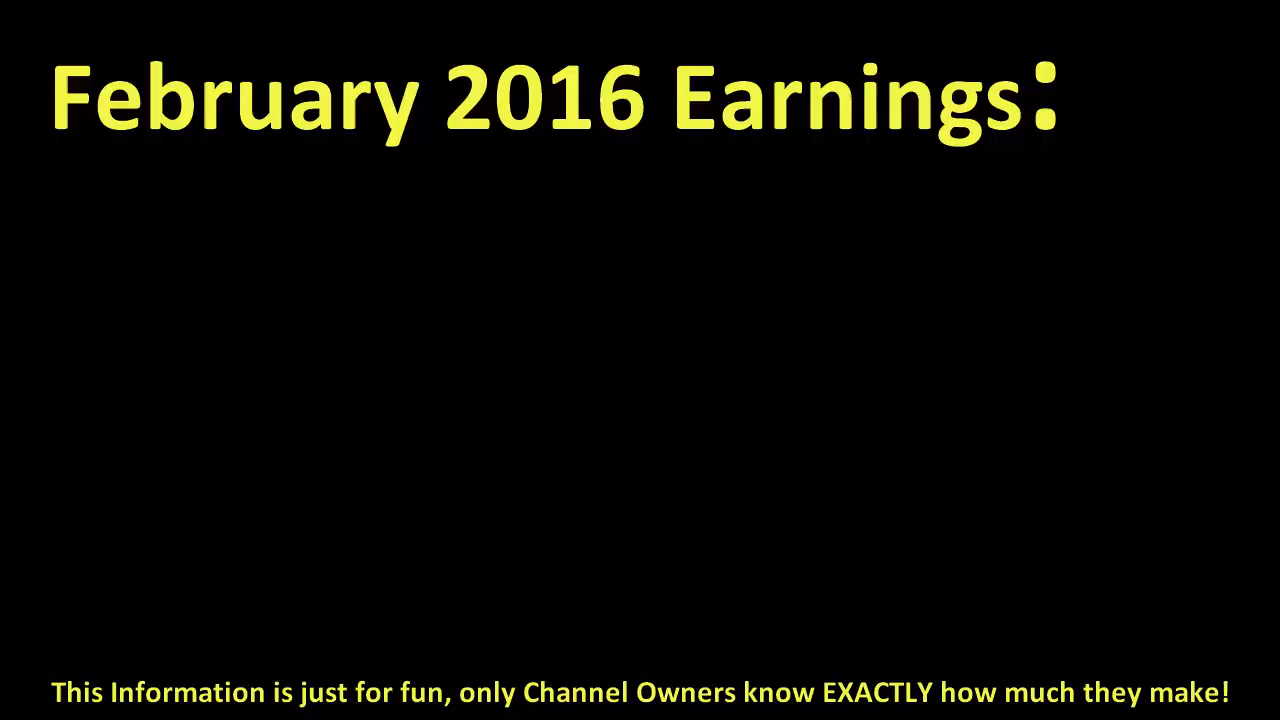 February 2016 Earnings:
This Information is just for fun, only Channel Owners know EXACTLY how much they make!